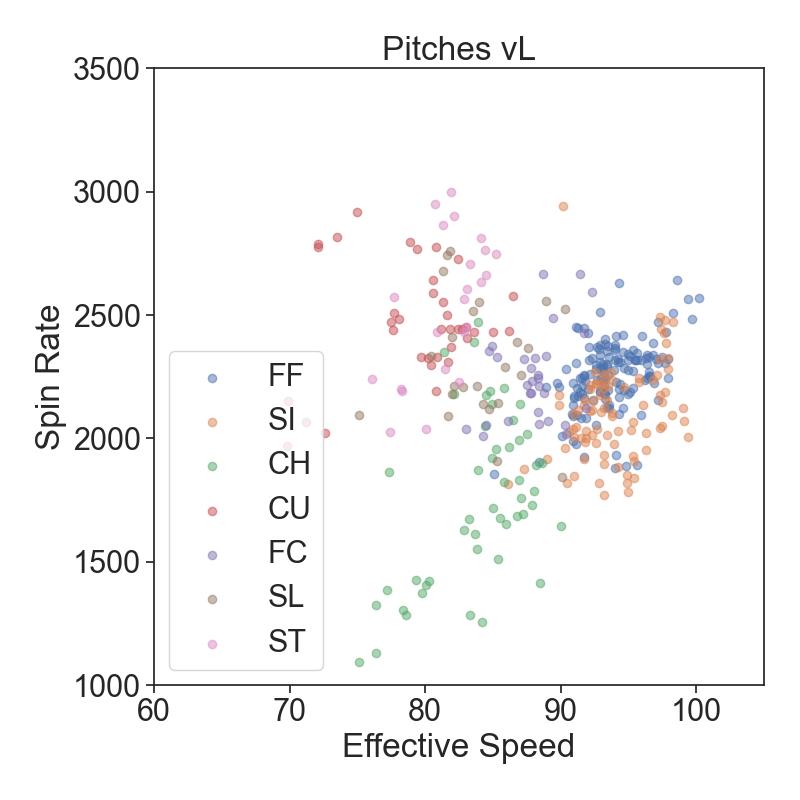 Pitches vL
3500
3000
2500
2000
1500
1000
Spin Rate
FF
SI
CH
CU
FC
SL
ST
60 70 80 90 100
Effective Speed